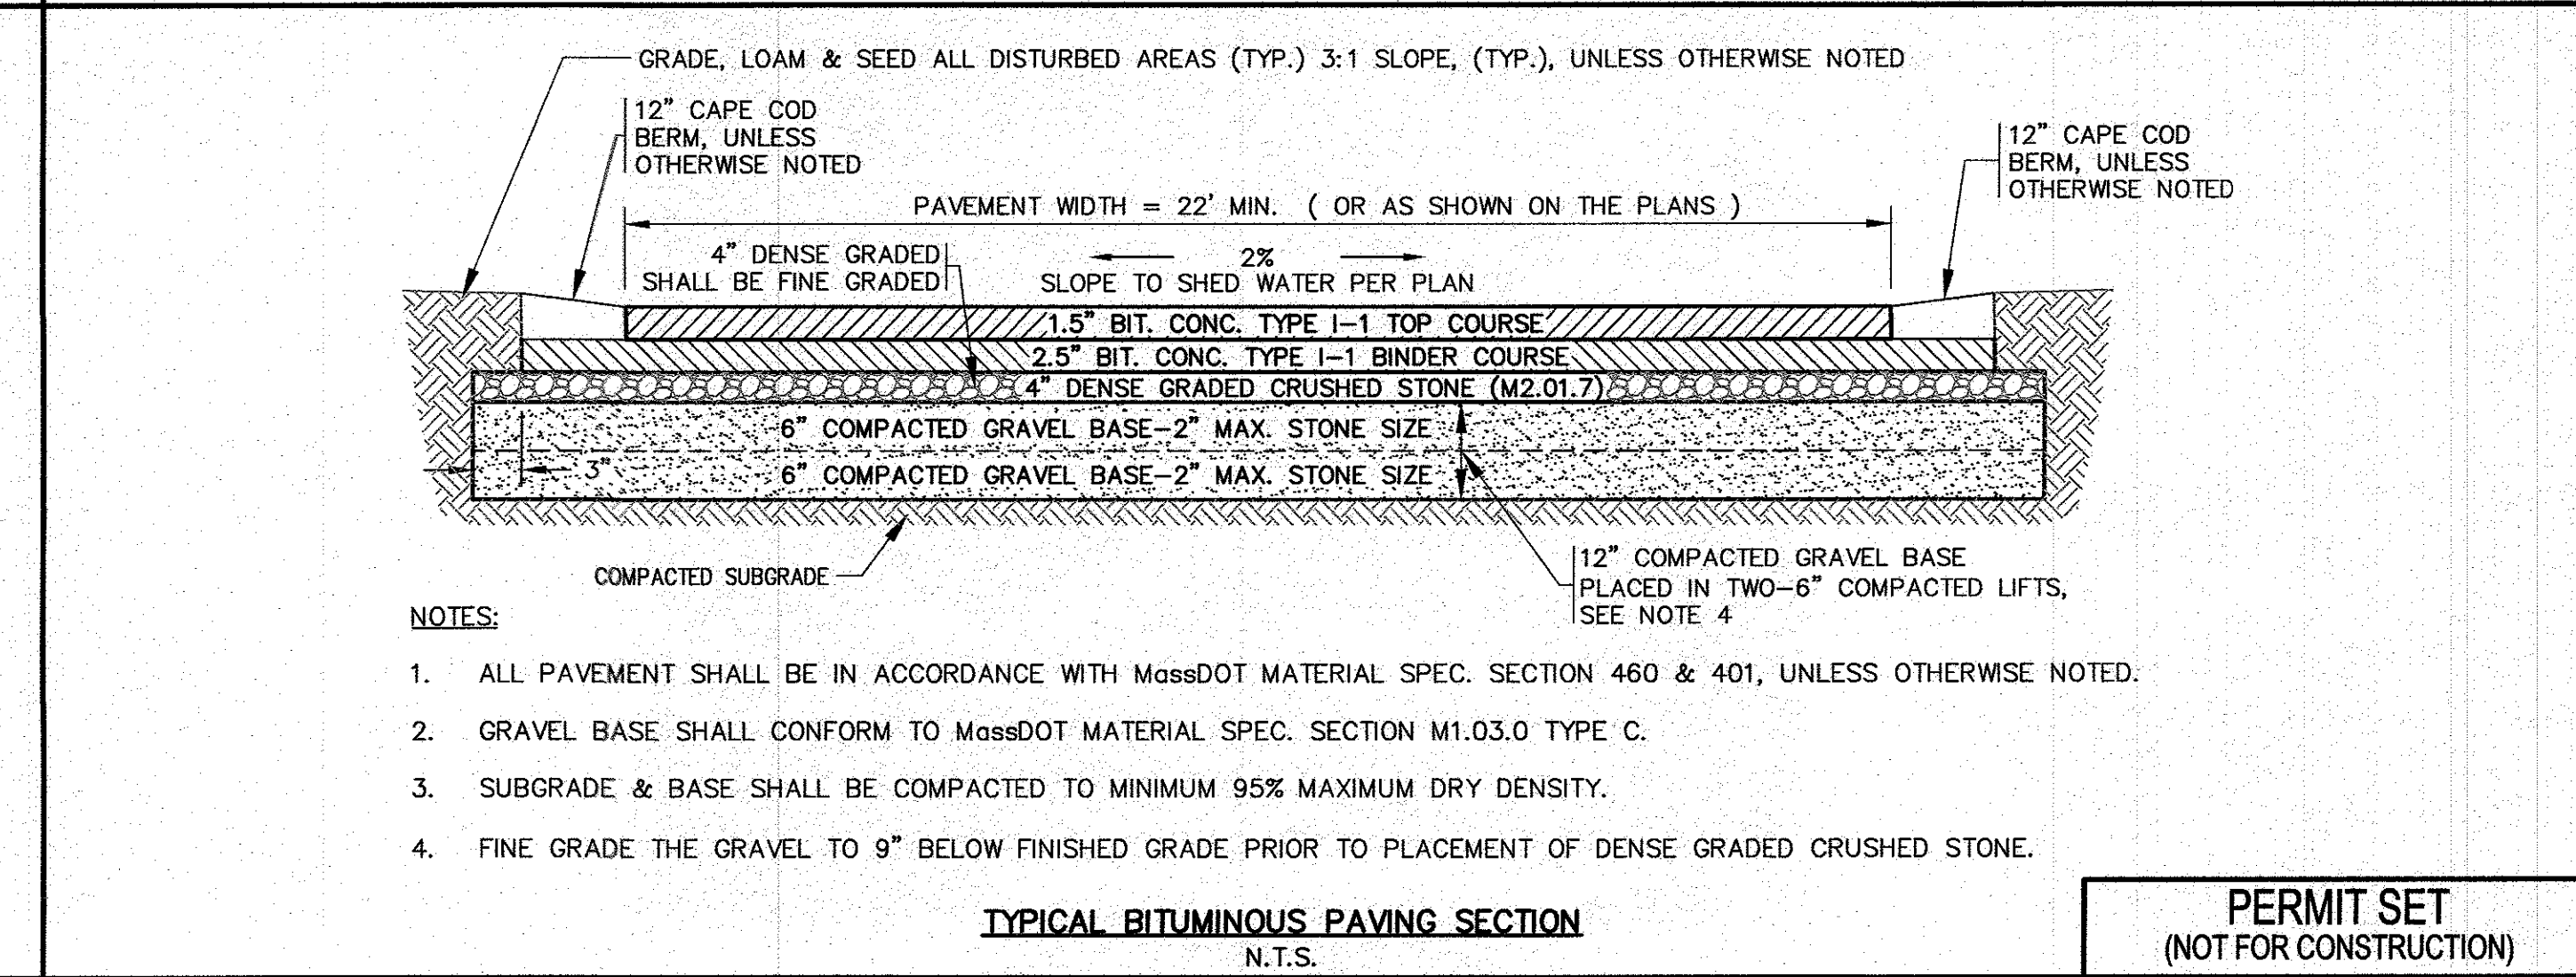 GRADE, LOAM & SEED ALL DISTURBED AREAS (TYP.) 3:1 SLOPE, (TYP.), UNLESS OTHERWISE NOTED
12" CAPE COD
BERM, UNLESS
OTHERWISE NOTED
12" CAPE COD
BERM, UNLESS
OTHERWISE NOTED
PAVEMENT WIDTH = 22' MIN. ( OR AS SHOWN ON THE PLANS )
4" DENSE GRADED
SHALL BE FINE GRADED
2%
SLOPE TO SHED WATER PER PLAN
1.5" BIT. CONC. TYPE I-1 TOP COURSE
2.5" BIT. CONC. TYPE I-1 BINDER COURSE
4" DENSE GRADED CRUSHED STONE (M2.01.7)
6" COMPACTED GRAVEL BASE-2" MAX. STONE SIZE
3"
6" COMPACTED GRAVEL BASE-2" MAX. STONE SIZE
COMPACTED SUBGRADE
12" COMPACTED GRAVEL BASE
PLACED IN TWO-6" COMPACTED LIFTS,
SEE NOTE 4
NOTES:
1. ALL PAVEMENT SHALL BE IN ACCORDANCE WITH MassDOT MATERIAL SPEC. SECTION 460 & 401, UNLESS OTHERWISE NOTED.
2. GRAVEL BASE SHALL CONFORM TO MassDOT MATERIAL SPEC. SECTION M1.03.0 TYPE C.
3. SUBGRADE & BASE SHALL BE COMPACTED TO MINIMUM 95% MAXIMUM DRY DENSITY.
4. FINE GRADE THE GRAVEL TO 9" BELOW FINISHED GRADE PRIOR TO PLACEMENT OF DENSE GRADED CRUSHED STONE.
TYPICAL BITUMINOUS PAVING SECTION
N.T.S.
PERMIT SET
(NOT FOR CONSTRUCTION)